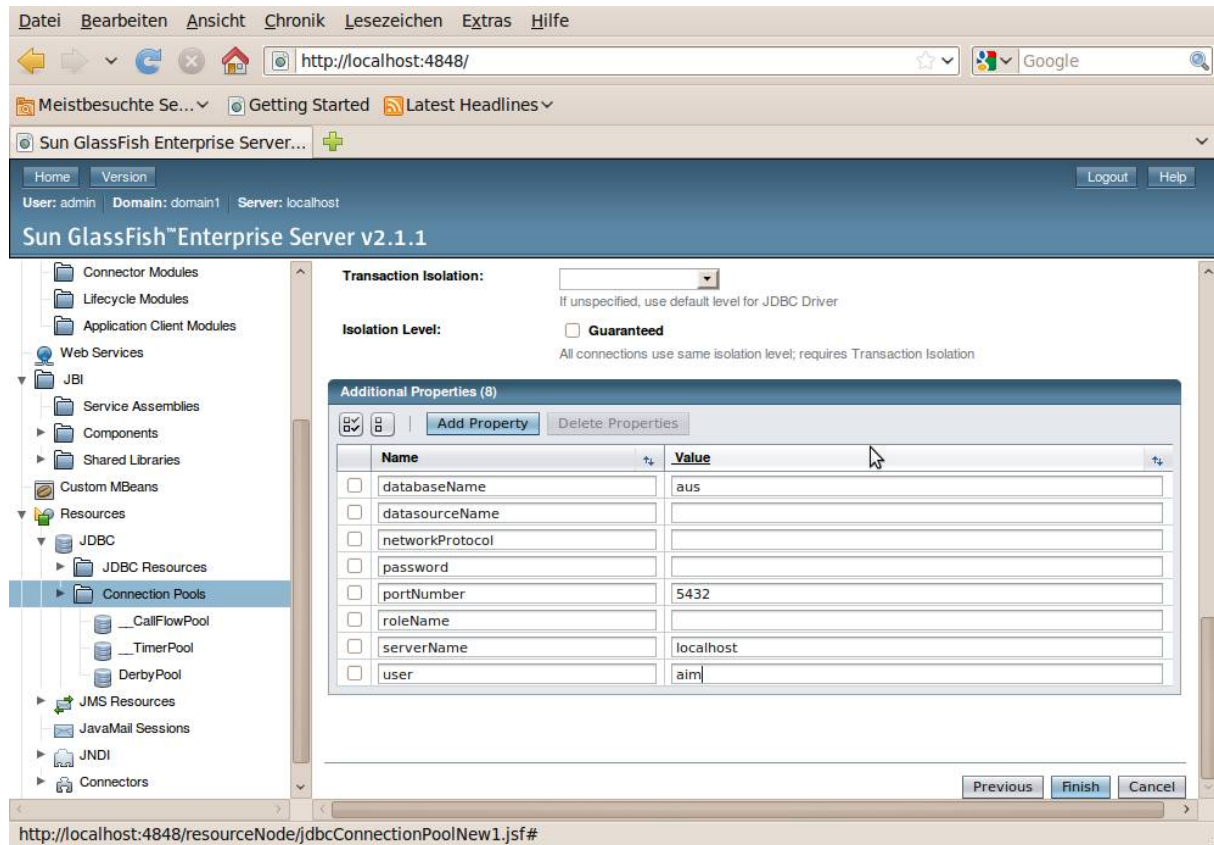 Datei Bearbeiten Ansicht Chronik Lesezeichen Extras Hilfe
http://localhost:4848/
Google
Meistbesuchte Se... Getting Started Latest Headlines
Sun GlassFish Enterprise Server...
Home Version Logout Help
User: admin Domain: domain1 Server: localhost
Sun GlassFish™ Enterprise Server v2.1.1
Connector Modules
Lifecycle Modules
Application Client Modules
Web Services
JBI
Service Assemblies
Components
Shared Libraries
Custom MBeans
Resources
JDBC
JDBC Resources
Connection Pools
__CallFlowPool
__TimerPool
DerbyPool
JMS Resources
JavaMail Sessions
JNDI
Connectors
Transaction Isolation:
If unspecified, use default level for JDBC Driver
Isolation Level: Guaranteed
All connections use same isolation level; requires Transaction Isolation
Additional Properties (8)
Add Property Delete Properties
Name Value
databaseName aus
datasourceName
networkProtocol
password
portNumber 5432
roleName
serverName localhost
user aim
Previous Finish Cancel
http://localhost:4848/resourceNode/jdbcConnectionPoolNew1.jsf#